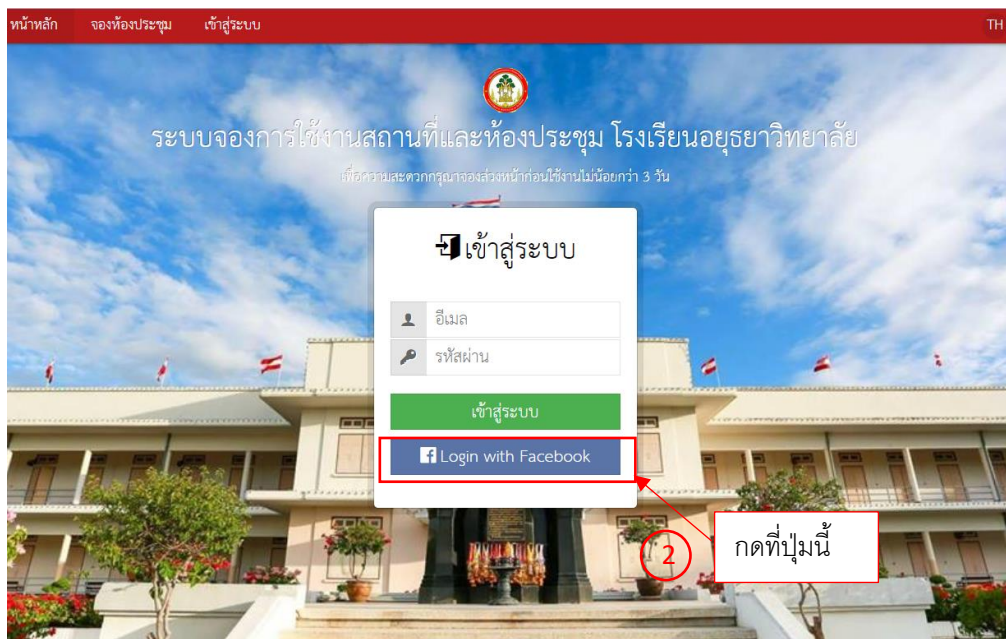 หน้าหลัก จองห้องประชุม เข้าสู่ระบบ TH
ระบบจองการใช้งานสถานที่และห้องประชุม โรงเรียนอยุธยาวิทยาลัย
เพื่อความสะดวกกรุณาจองล่วงหน้าก่อนใช้งานไม่น้อยกว่า 3 วัน
เข้าสู่ระบบ
อีเมล
รหัสผ่าน
เข้าสู่ระบบ
Login with Facebook
2
กดที่ปุ่มนี้